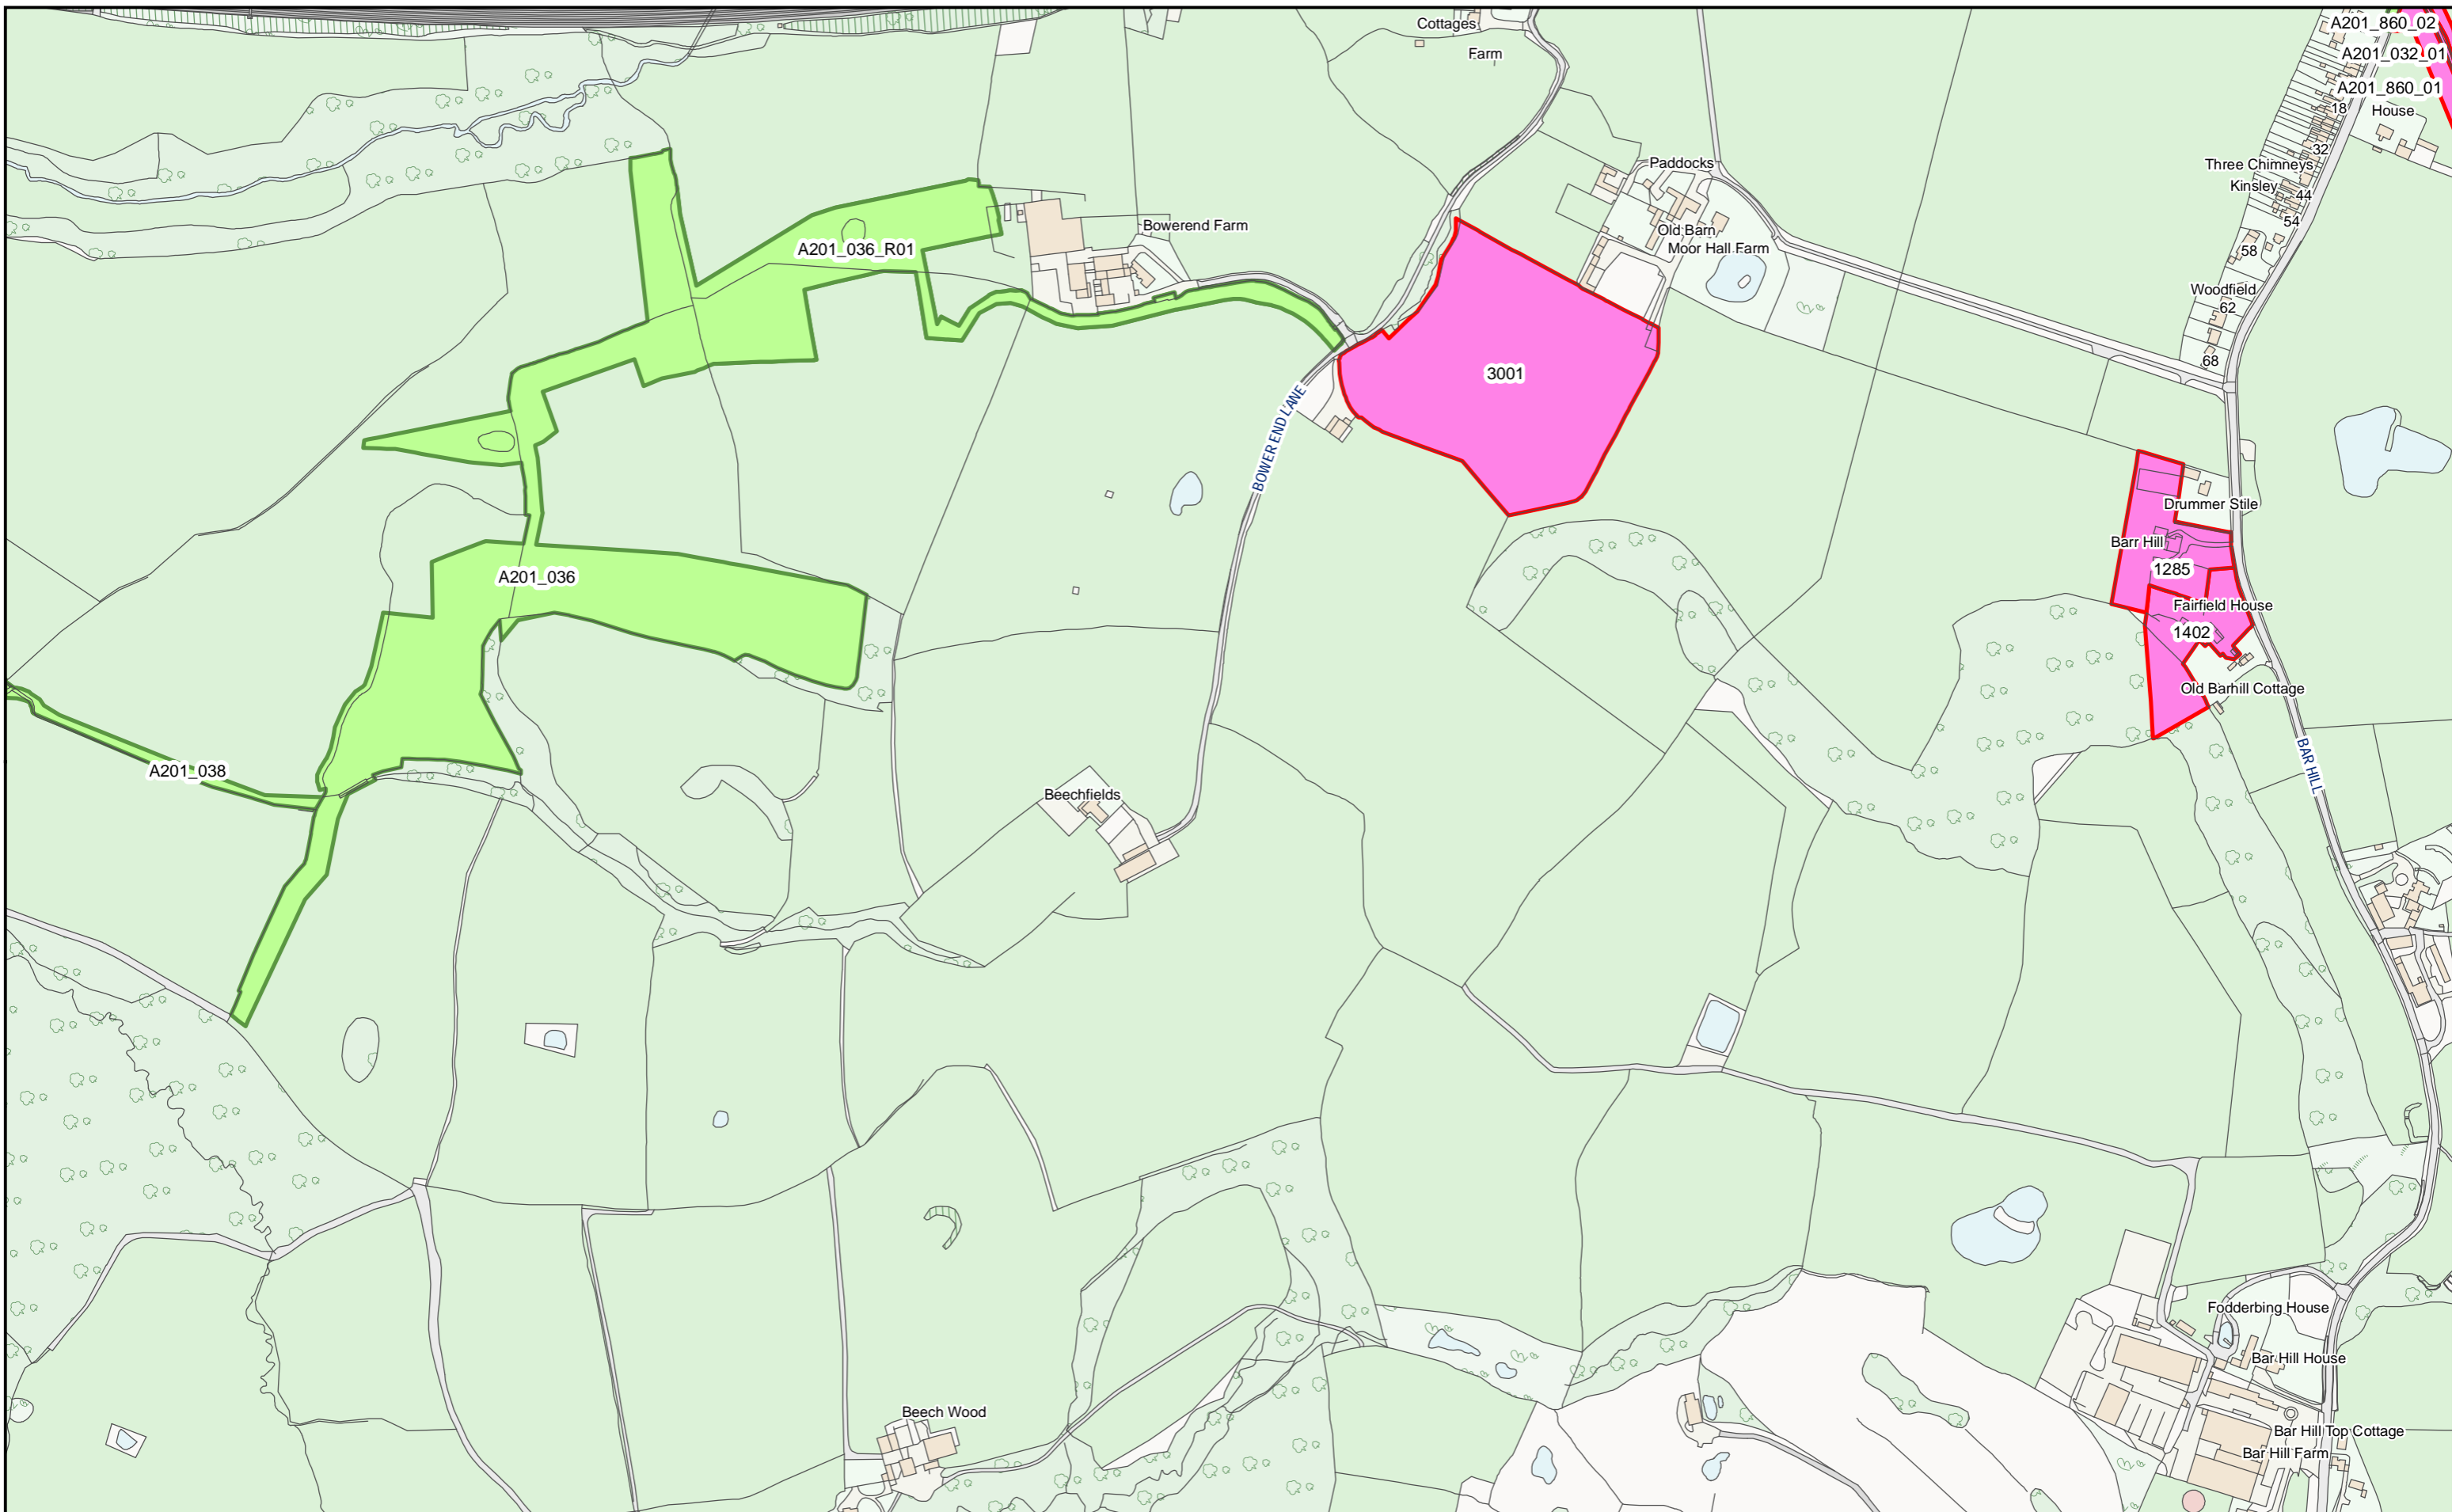 Cottages
Farm
A201_860_02
A201_032_01
A201_860_01
18
House
32
Three Chimneys
Kinsley
44
54
58
Woodfield
62
68
Paddocks
Old Barn
Moor Hall Farm
Bowerend Farm
A201_036_R01
3001
BOWER END LANE
Drummer Stile
Barr Hill
1285
Fairfield House
1402
Old Barhill Cottage
BAR HILL
A201_036
A201_038
Beechfields
Beech Wood
Fodderbing House
Bar Hill House
Bar Hill Top Cottage
Bar Hill Farm